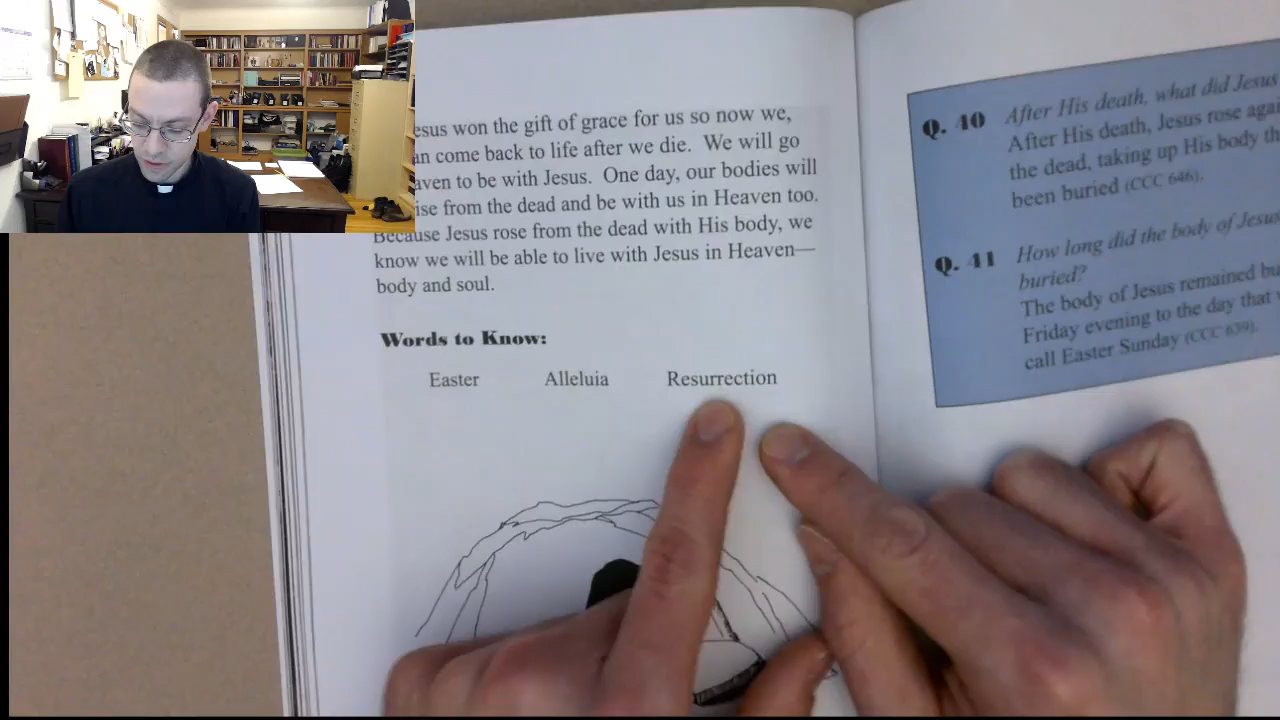 esus won the gift of grace for us so now we,
an come back to life after we die. We will go
aven to be with Jesus. One day, our bodies will
ise from the dead and be with us in Heaven too.
Because Jesus rose from the dead with His body, we
know we will be able to live with Jesus in Heaven—
body and soul.
Words to Know:
Easter Alleluia Resurrection
Q. 40 After His death, what did Jesus
After His death, Jesus rose aga
the dead, taking up His body th
been buried (CCC 646).
Q. 41 How long did the body of Jesus
buried?
The body of Jesus remained bu
Friday evening to the day that
call Easter Sunday (CCC 639).